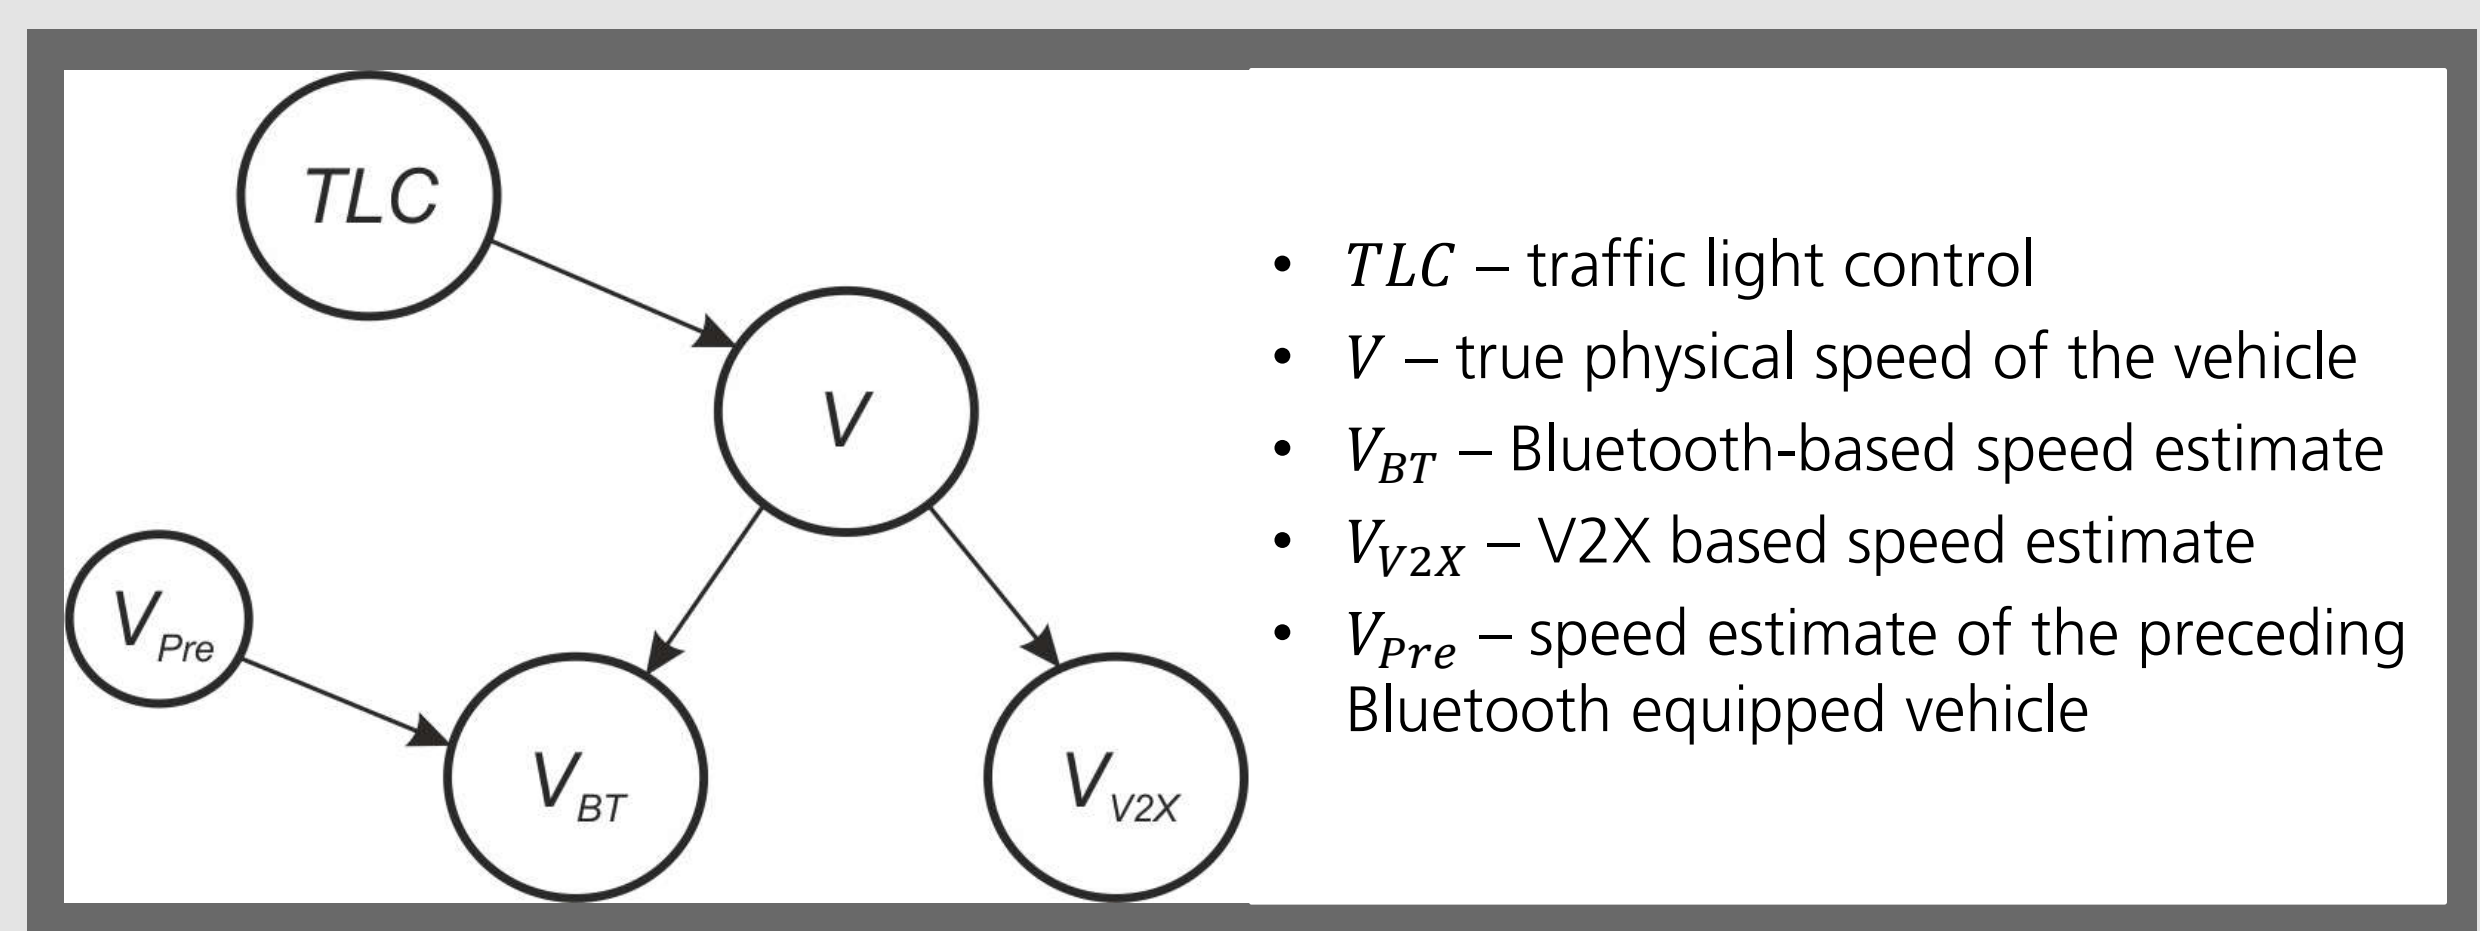 TLC
V
V_Pre
V_BT
V_V2X
• TLC – traffic light control
• V – true physical speed of the vehicle
• V_BT – Bluetooth-based speed estimate
• V_V2X – V2X based speed estimate
• V_Pre – speed estimate of the preceding
Bluetooth equipped vehicle